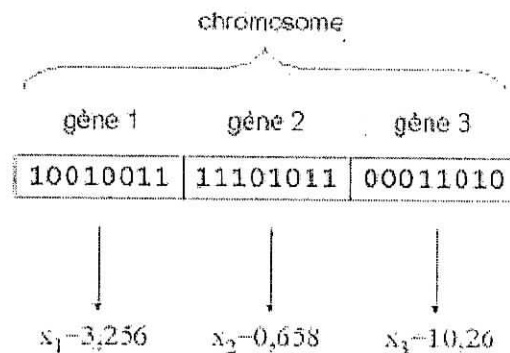 chromosome
gène 1 gène 2 gène 3
10010011 11101011 00011010
x₁=3,256 x₂=0,658 x₃=10,26